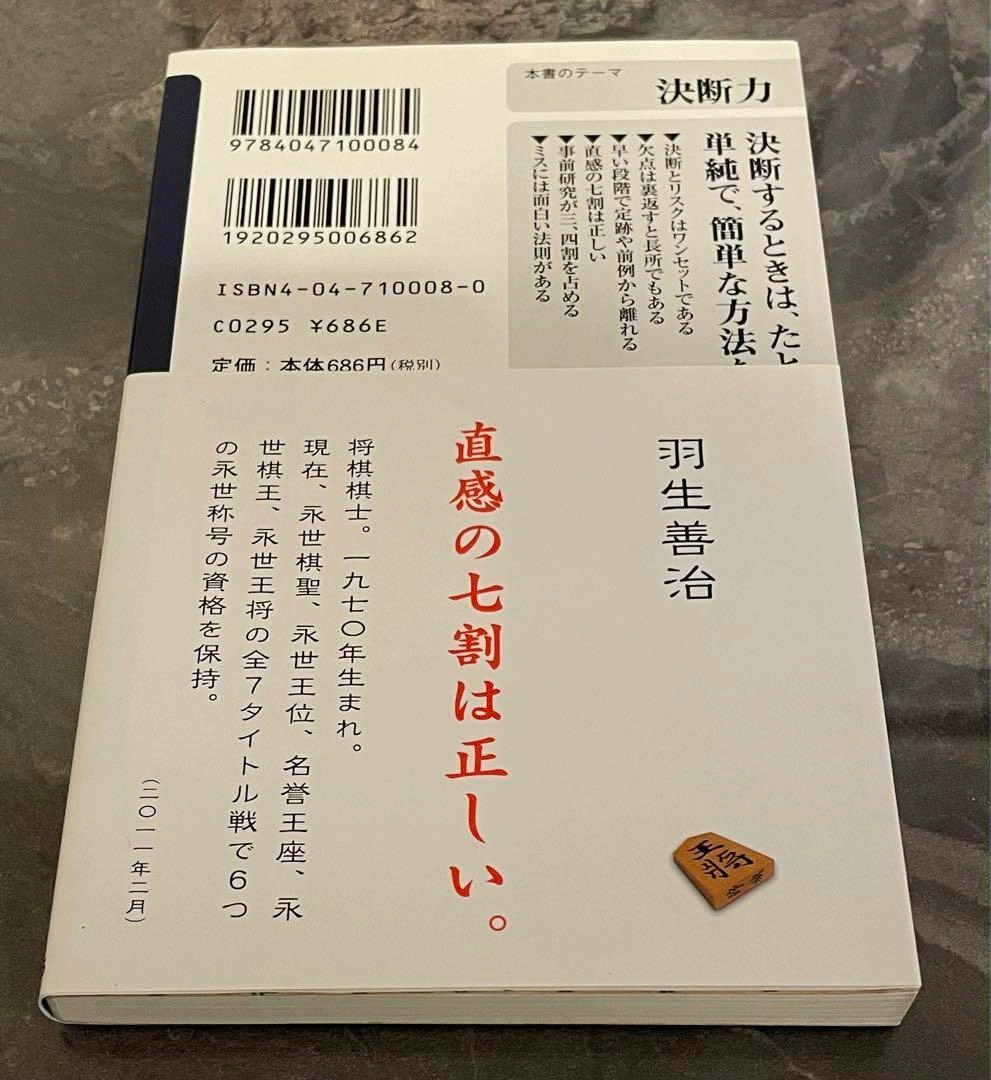 9784047100084
1920295006862
ISBN4-04-710008-0
C0295 ¥686E
定価：本体686円(税別)
本書のテーマ
決断力
決断するときは、たと
単純で、簡単な方法
▼決断とリスクはワンセットである
▼欠点は裏返すと長所でもある
▼早い段階で定跡や前例から離れる
▼直感の七割は正しい
▼事前研究が三、四割を占める
▼ミスには面白い法則がある
羽生善治
王将
直感の七割は正しい。
将棋棋士。一九七〇年生まれ。
現在、永世棋聖、永世王位、名誉王座、永
世棋王、永世王将の全7タイトル戦で6つ
の永世称号の資格を保持。
(二〇一一年二月)